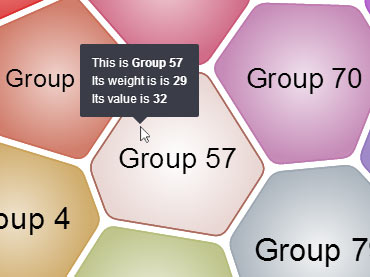 This is Group 57
Its weight is is 29
Its value is 32
Group
Group 70
Group 57
oup 4
Group 79